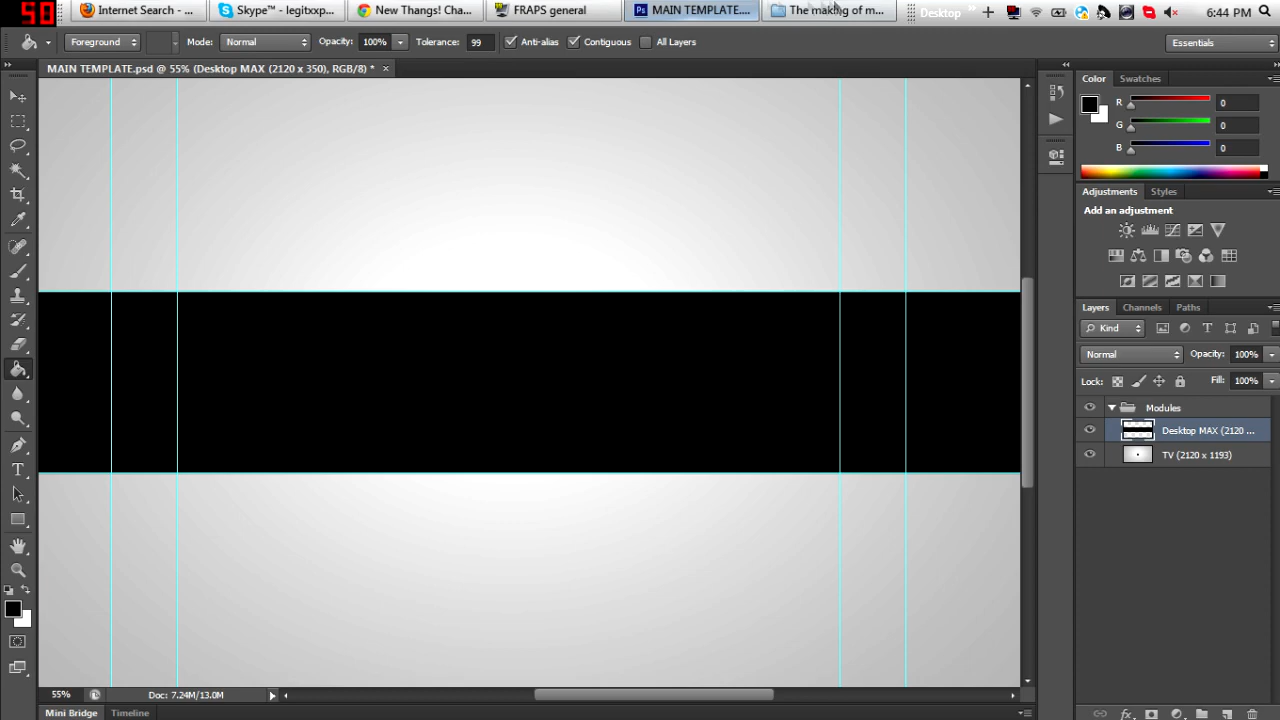 50
Internet Search - ...
Skype™ - legitxxp...
New Thangs! Cha...
FRAPS general
MAIN TEMPLATE....
The making of m...
Desktop
»
6:44 PM
Foreground
Mode: Normal
Opacity: 100%
Tolerance: 99
Anti-alias
Contiguous
All Layers
Essentials
MAIN TEMPLATE.psd @ 55% (Desktop MAX (2120 x 350), RGB/8) * ×
Color
Swatches
R 0
G 0
B 0
Adjustments
Styles
Add an adjustment
Layers
Channels
Paths
Kind
Normal
Opacity: 100%
Lock:
Fill: 100%
Modules
Desktop MAX (2120 ...
TV (2120 x 1193)
55%
Doc: 7.24M/13.0M
Mini Bridge
Timeline